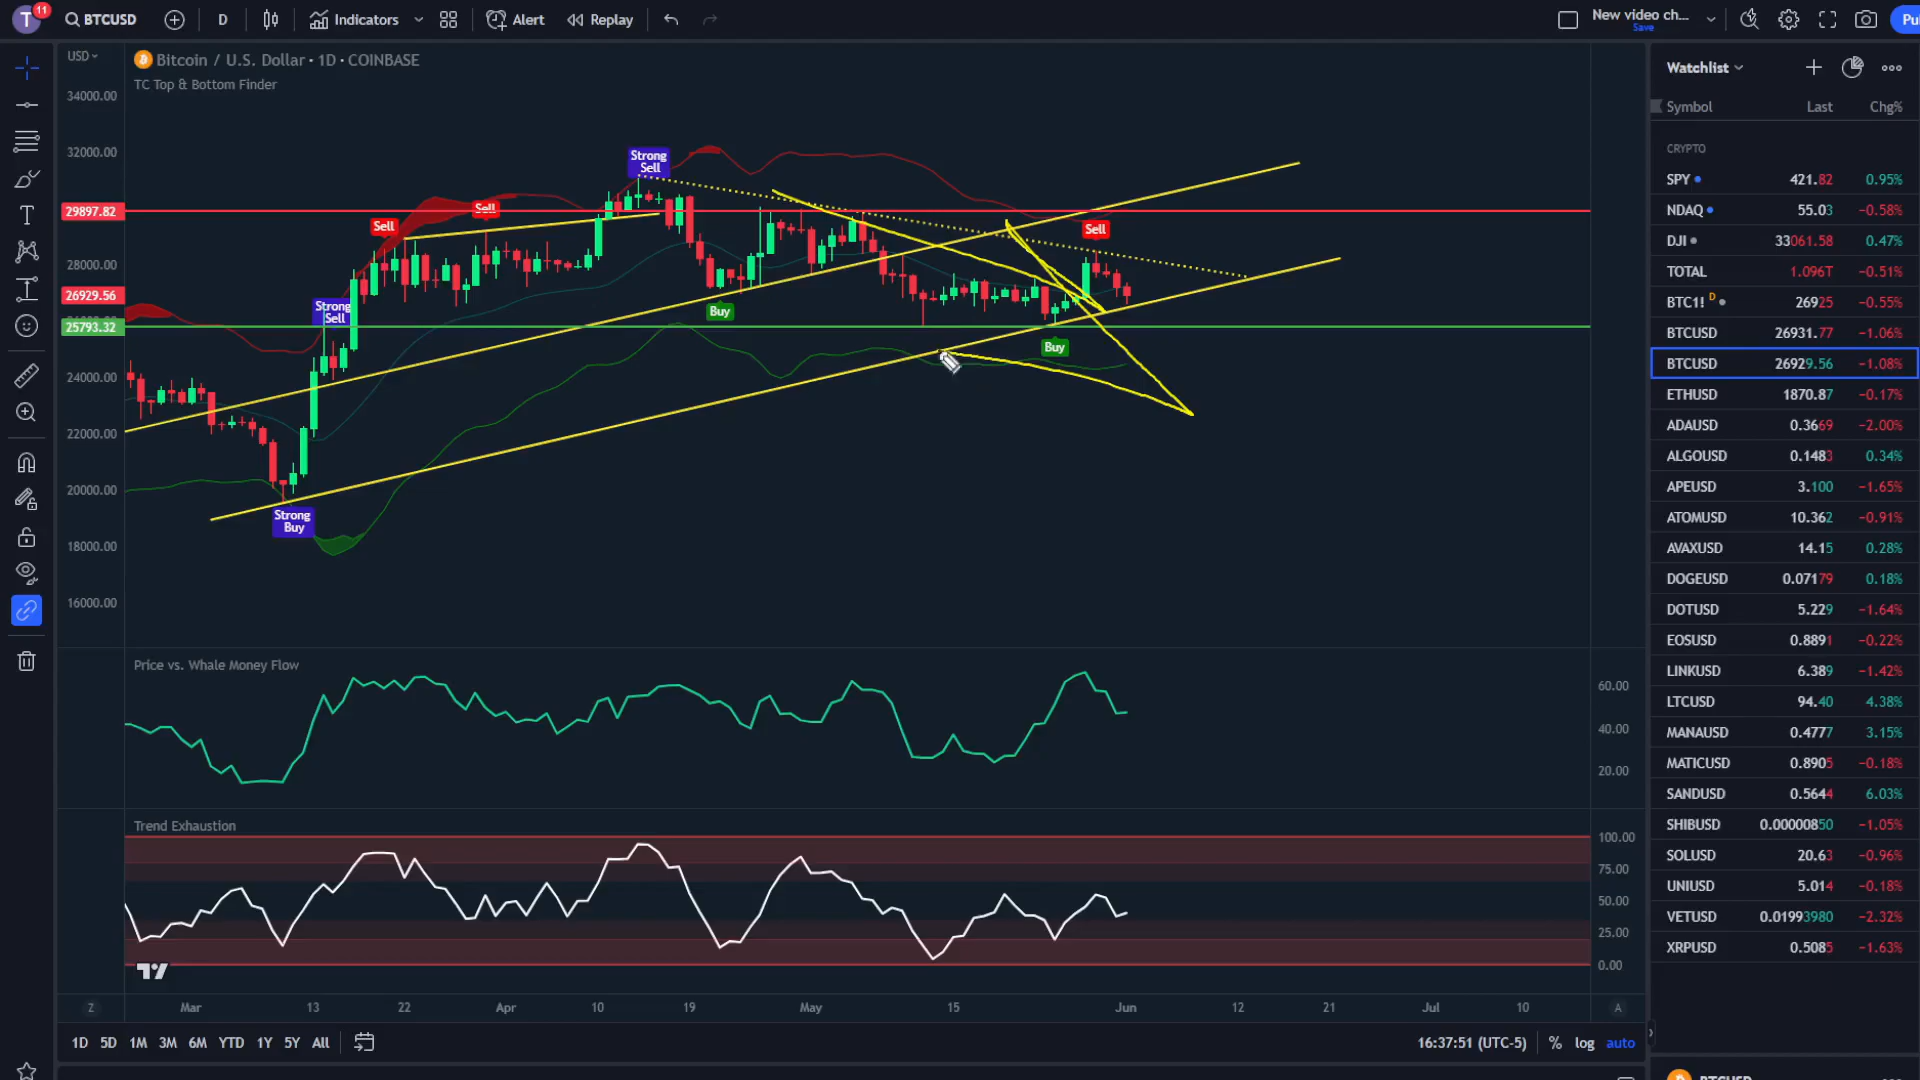 T 11 BTCUSD D Indicators Alert Replay New video ch... Save
USD
Bitcoin / U.S. Dollar · 1D · COINBASE
TC Top & Bottom Finder
34000.00
32000.00
29897.82
28000.00
26929.56
25793.32
24000.00
22000.00
20000.00
18000.00
16000.00
Strong
Sell
Sell
Sell
Sell
Strong
Sell
Buy
Buy
Strong
Buy
Price vs. Whale Money Flow
60.00
40.00
20.00
Trend Exhaustion
100.00
75.00
50.00
25.00
0.00
Z Mar 13 22 Apr 10 19 May 15 Jun 12 21 Jul 10 A
1D 5D 1M 3M 6M YTD 1Y 5Y All 16:37:51 (UTC-5) % log auto
Watchlist
Symbol Last Chg%
CRYPTO
SPY 421.82 0.95%
NDAQ 55.03 −0.58%
DJI 33061.58 0.47%
TOTAL 1.096T −0.51%
BTC1! D 26925 −0.55%
BTCUSD 26931.77 −1.06%
BTCUSD 26929.56 −1.08%
ETHUSD 1870.87 −0.17%
ADAUSD 0.3669 −2.00%
ALGOUSD 0.1483 0.34%
APEUSD 3.100 −1.65%
ATOMUSD 10.362 −0.91%
AVAXUSD 14.15 0.28%
DOGEUSD 0.07179 0.18%
DOTUSD 5.229 −1.64%
EOSUSD 0.8891 −0.22%
LINKUSD 6.389 −1.42%
LTCUSD 94.40 4.38%
MANAUSD 0.4777 3.15%
MATICUSD 0.8905 −0.18%
SANDUSD 0.5644 6.03%
SHIBUSD 0.00000850 −1.05%
SOLUSD 20.63 −0.96%
UNIUSD 5.014 −0.18%
VETUSD 0.01993980 −2.32%
XRPUSD 0.5085 −1.63%